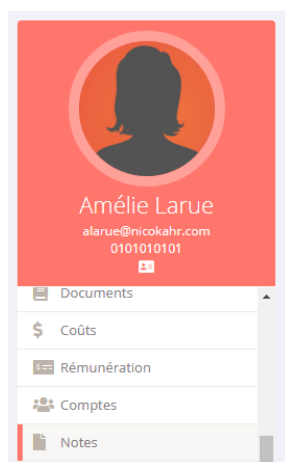 Amélie Larue
alarue@nicokahr.com
0101010101
Documents
Coûts
Rémunération
Comptes
Notes